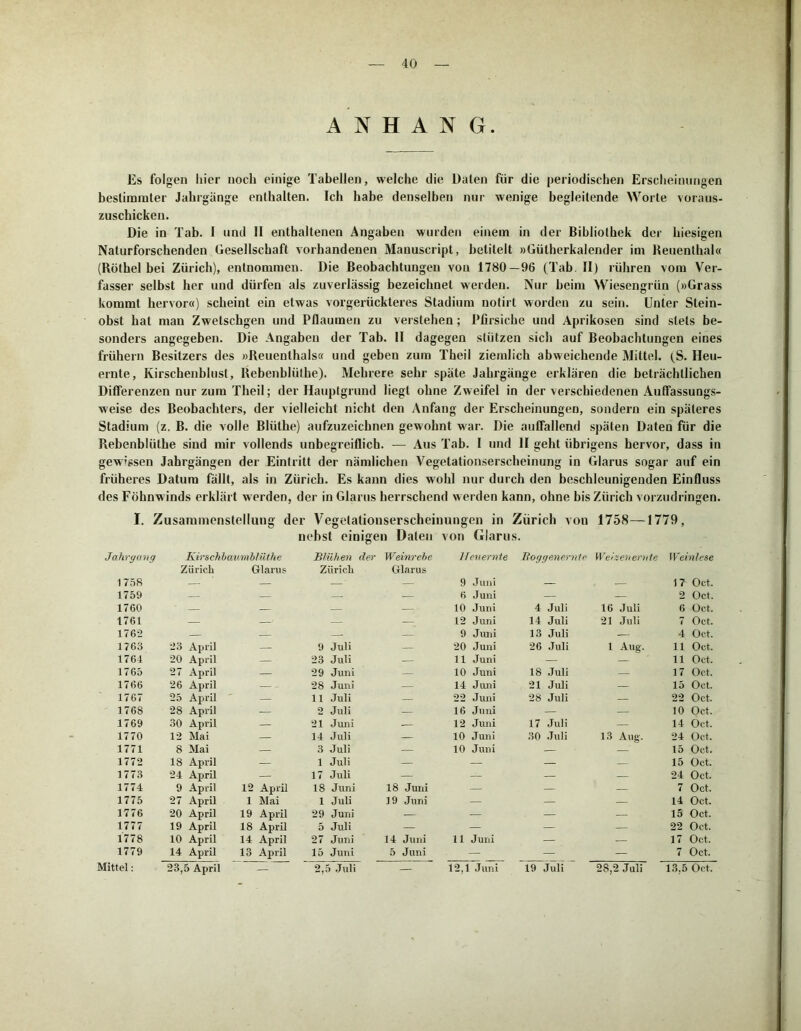 — 40 —
ANHANG.
Es folgen hier noch einige Tabellen, welche die Daten für die periodischen Erscheinungen
bestimmter Jahrgänge enthalten. Ich habe denselben nur wenige begleitende Worte voraus-
zuschicken.
Die in Tab. I und II enthaltenen Angaben wurden einem in der Bibliothek der hiesigen
Naturforschenden Gesellschaft vorhandenen Manuscript, betitelt »Gütherkalender im Reuenthal«
(Röthel bei Zürich), entnommen. Die Beobachtungen von 1780—96 (Tab. II) rühren vom Ver-
fasser selbst her und dürfen als zuverlässig bezeichnet werden. Nur beim Wiesengrün (»Grass
kommt hervor«) scheint ein etwas vorgerückteres Stadium notirt worden zu sein. Unter Stein-
obst hat man Zwetschgen und Pflaumen zu verstehen; Pfirsiche und Aprikosen sind stets be-
sonders angegeben. Die Angaben der Tab. II dagegen stützen sich auf Beobachtungen eines
frühern Besitzers des »Reuenthals« und geben zum Theil ziemlich abweichende Mittel. (S. Heu-
ernte, Kirschenblust, Rebenblüthe). Mehrere sehr späte Jahrgänge erklären die beträchtlichen
Differenzen nur zum Theil; der Hauptgrund liegt ohne Zweifel in der verschiedenen Auffassungs-
weise des Beobachters, der vielleicht nicht den Anfang der Erscheinungen, sondern ein späteres
Stadium (z. B. die volle Blüthe) aufzuzeichnen gewohnt war. Die auffallend späten Daten für die
Rebenblüthe sind mir vollends unbegreiflich. — Aus Tab. I und II geht übrigens hervor, dass in
gewissen Jahrgängen der Eintritt der nämlichen Vegetationserscheinung in Glarus sogar auf ein
früheres Datum fällt, als in Zürich. Es kann dies wohl nur durch den beschleunigenden Einfluss
des Föhnwinds erklärt werden, der in Glarus herrschend werden kann, ohne bis Zürich vorzudringen.
I. Zusammenstellung der Vegetationserscheinungen in Zürich von 1758—1779,
nebst einigen Daten von Glarus.
Jahrgang Kirschbaumblüthe Blühen der Weinrebe Heuernte Roggenernte Weizenernte Weinlese
Zürich Glarus Zürich Glarus
1758 — — — — 9 Juni — — 17 Oct.
1759 — — — — 6 Juni — — 2 Oct.
1760 — — — — 10 Juni 4 Juli 16 Juli 6 Oct.
1761 — — — — 12 Juni 14 Juli 21 Juli 7 Oct.
1762 — — — — 9 Juni 13 Juli — 4 Oct.
1763 23 April — 9 Juli — 20 Juni 26 Juli 1 Aug. 11 Oct.
1764 20 April — 23 Juli — 11 Juni — — 11 Oct.
1765 27 April — 29 Juni — 10 Juni 18 Juli — 17 Oct.
1766 26 April — 28 Juni — 14 Juni 21 Juli — 15 Oct.
1767 25 April — 11 Juli — 22 Juni 28 Juli — 22 Oct.
1768 28 April — 2 Juli — 16 Juni — — 10 Oct.
1769 30 April — 21 Juni — 12 Juni 17 Juli — 14 Oct.
1770 12 Mai — 14 Juli — 10 Juni 30 Juli 13 Aug. 24 Oct.
1771 8 Mai — 3 Juli — 10 Juni — — 15 Oct.
1772 18 April — 1 Juli — — — — 15 Oct.
1773 24 April — 17 Juli — — — — 24 Oct.
1774 9 April 12 April 18 Juni 18 Juni — — — 7 Oct.
1775 27 April 1 Mai 1 Juli 19 Juni — — — 14 Oct.
1776 20 April 19 April 29 Juni — — — — 15 Oct.
1777 19 April 18 April 5 Juli — — — — 22 Oct.
1778 10 April 14 April 27 Juni 14 Juni 11 Juni — — 17 Oct.
1779 14 April 13 April 15 Juni 5 Juni — — — 7 Oct.
Mittel: 23,5 April — 2,5 Juli — 12,1 Juni 19 Juli 28,2 Juli 13,5 Oct.